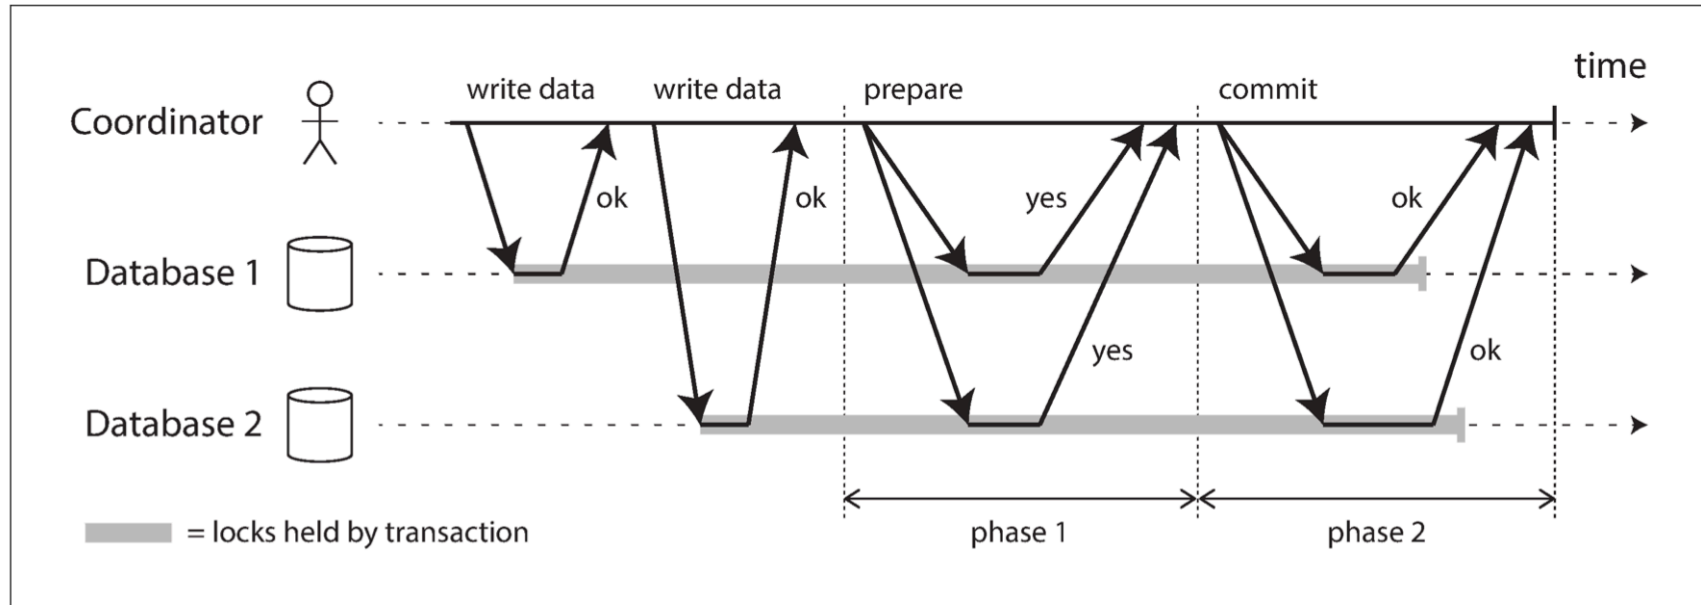 time
write data write data prepare commit
Coordinator
ok ok yes ok
Database 1
yes ok
Database 2
= locks held by transaction
phase 1 phase 2